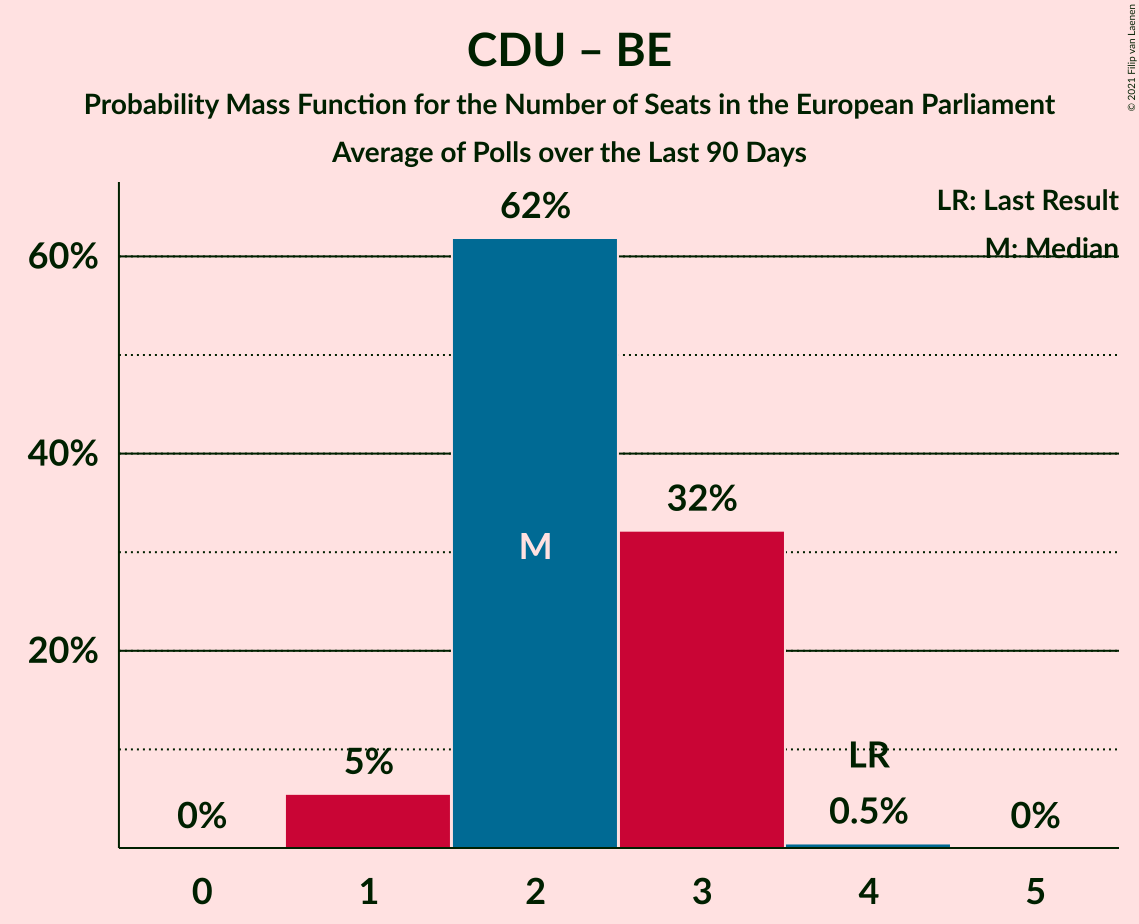 CDU – BE
Probability Mass Function for the Number of Seats in the European Parliament
Average of Polls over the Last 90 Days
© 2021 Filip van Laenen
LR: Last Result
M: Median
62%
60%
40%
32%
M
20%
LR
5%
0.5%
0%
0%
0 1 2 3 4 5